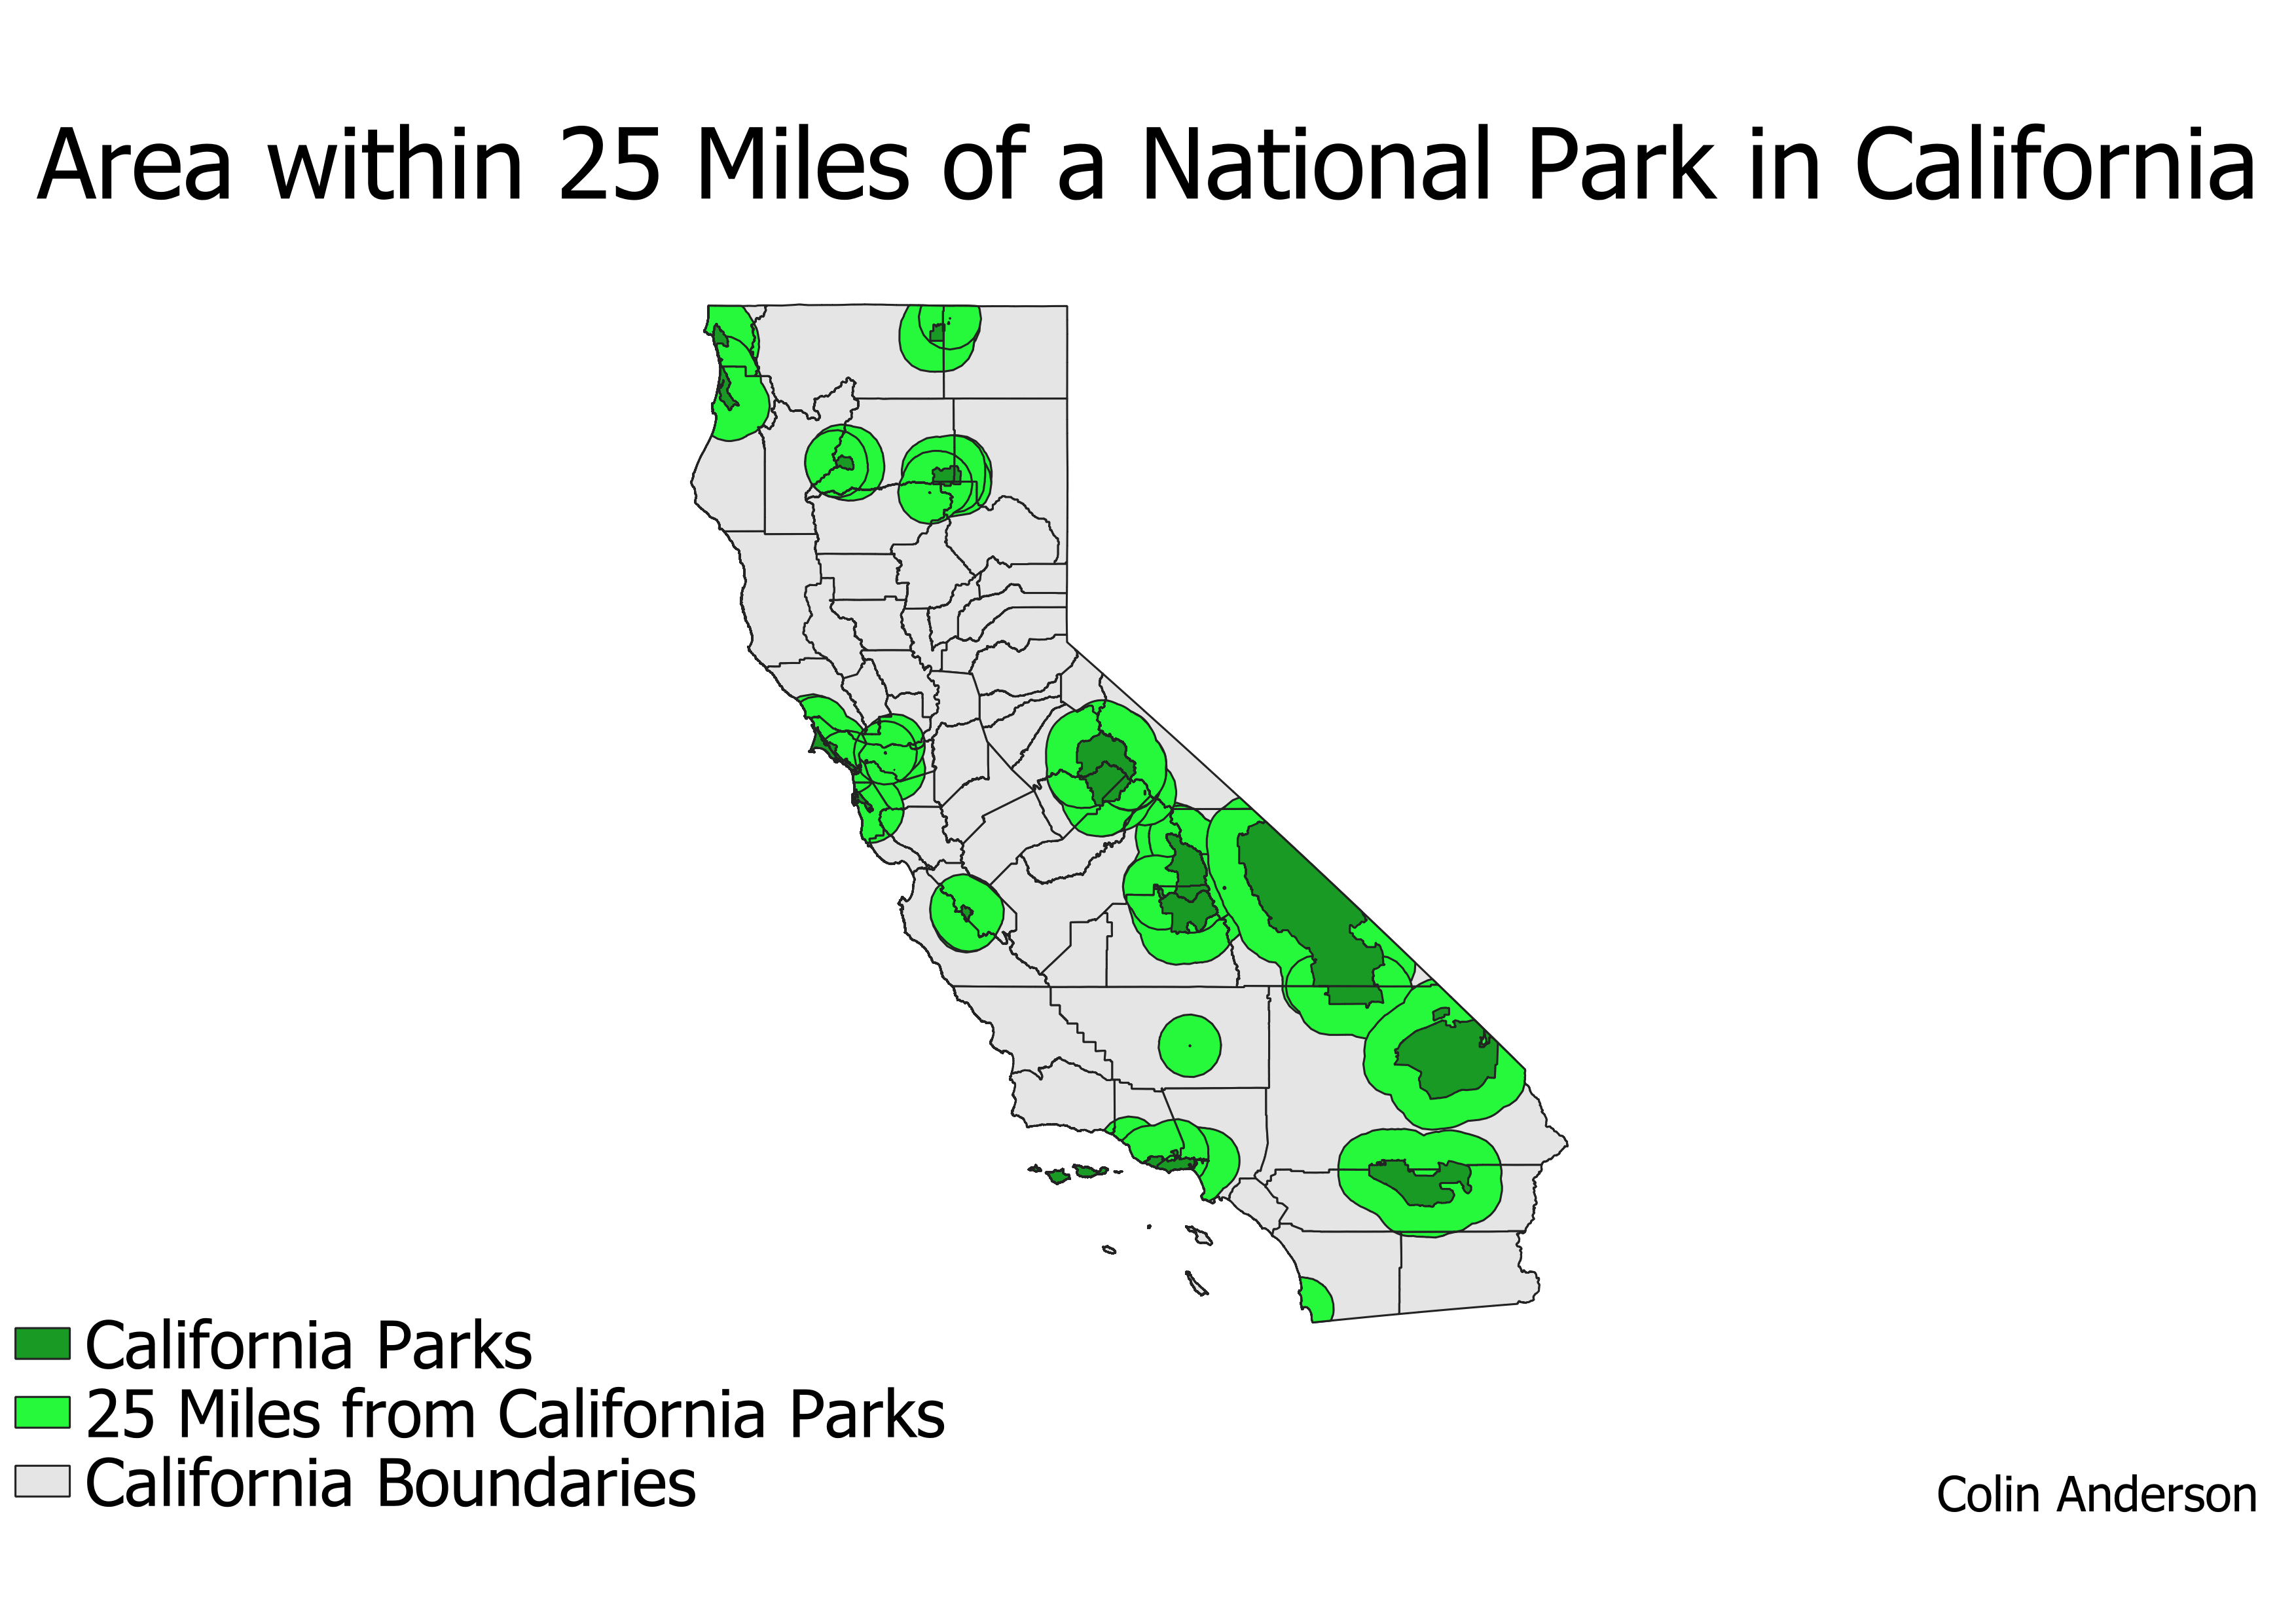 Area within 25 Miles of a National Park in California
California Parks
25 Miles from California Parks
California Boundaries
Colin Anderson